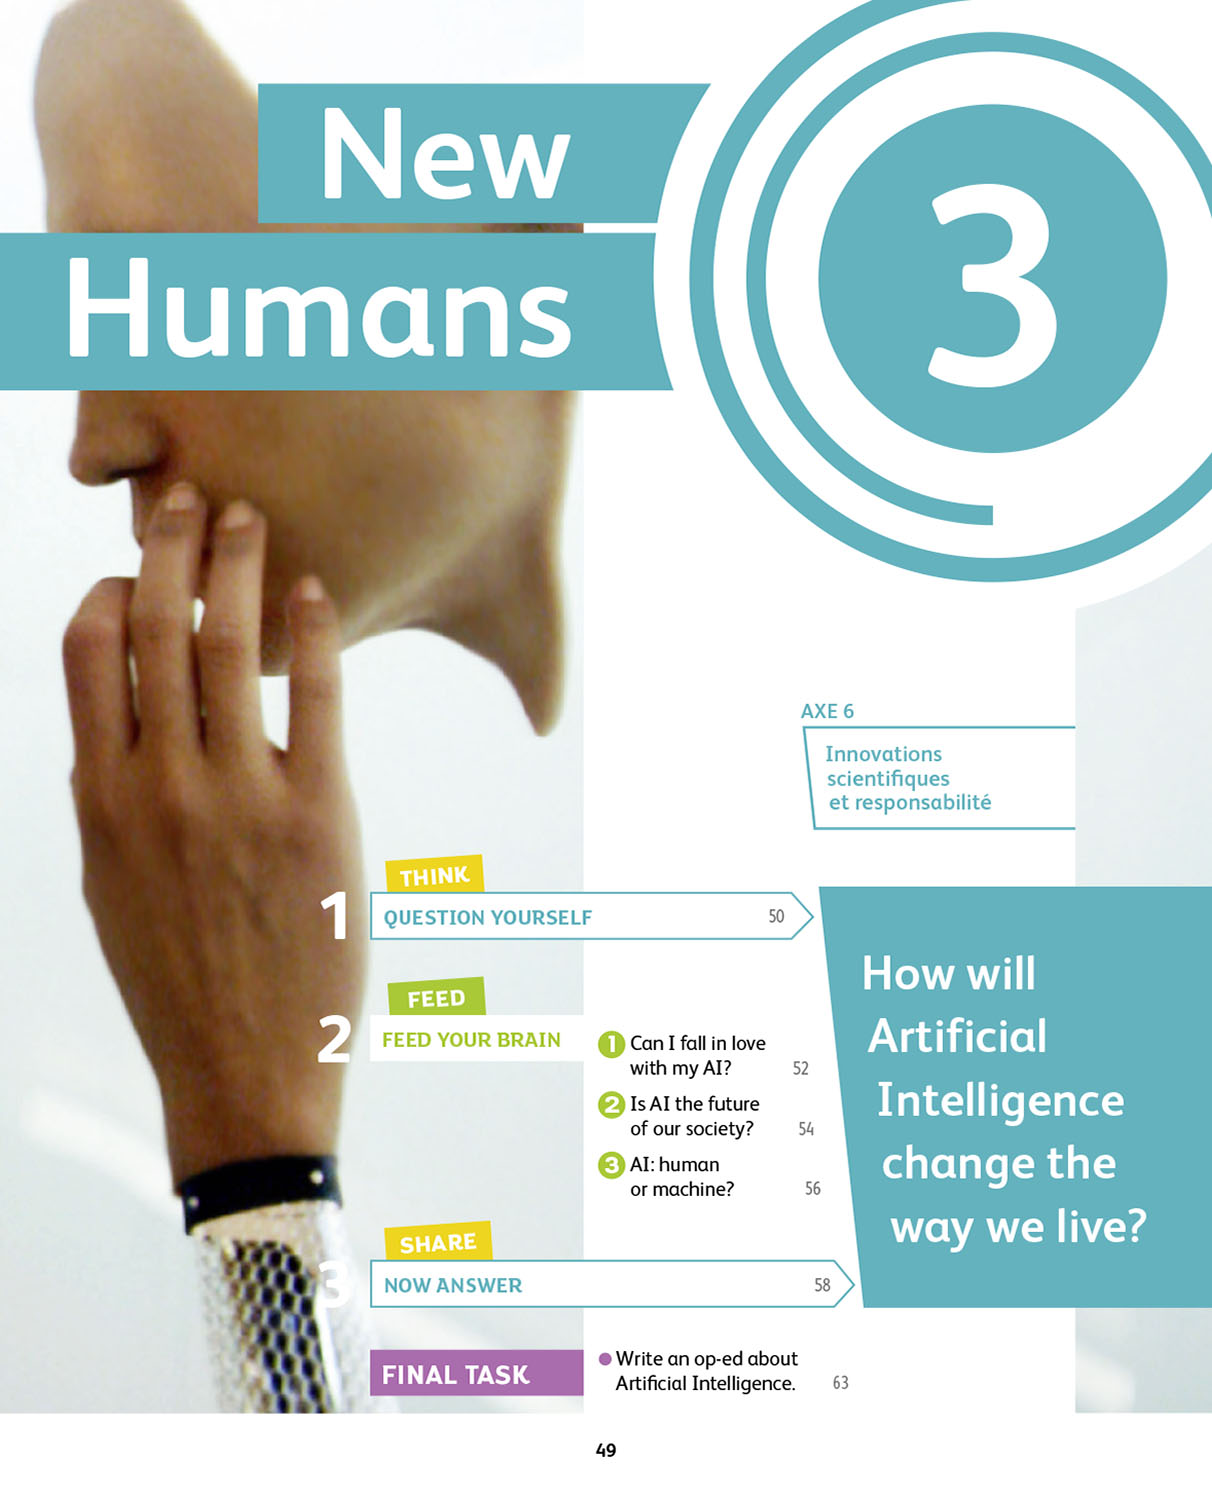 New
Humans
3
AXE 6
Innovations
scientifiques
et responsabilité
THINK
1
QUESTION YOURSELF 50
FEED
2
FEED YOUR BRAIN
1 Can I fall in love
with my AI? 52
2 Is AI the future
of our society? 54
3 AI: human
or machine? 56
SHARE
3
NOW ANSWER 58
FINAL TASK
Write an op-ed about
Artificial Intelligence. 63
How will
Artificial
Intelligence
change the
way we live?
49